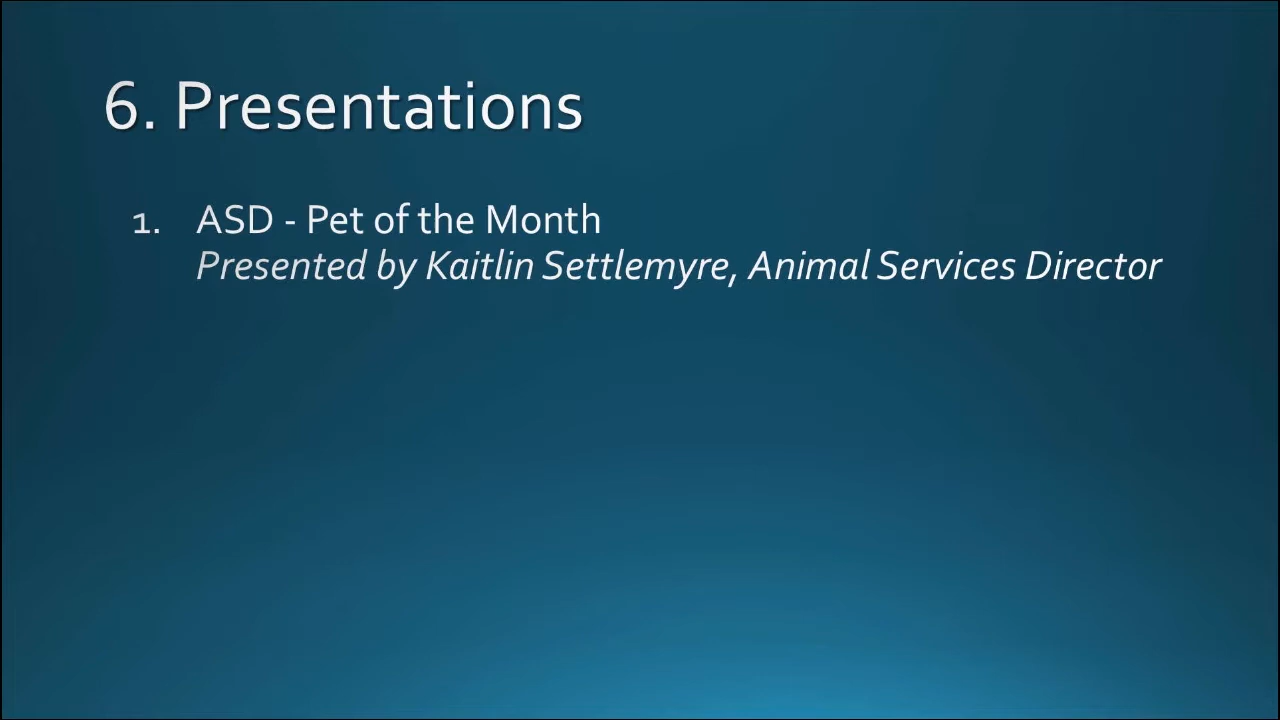 6. Presentations
1. ASD - Pet of the Month
Presented by Kaitlin Settlemyre, Animal Services Director